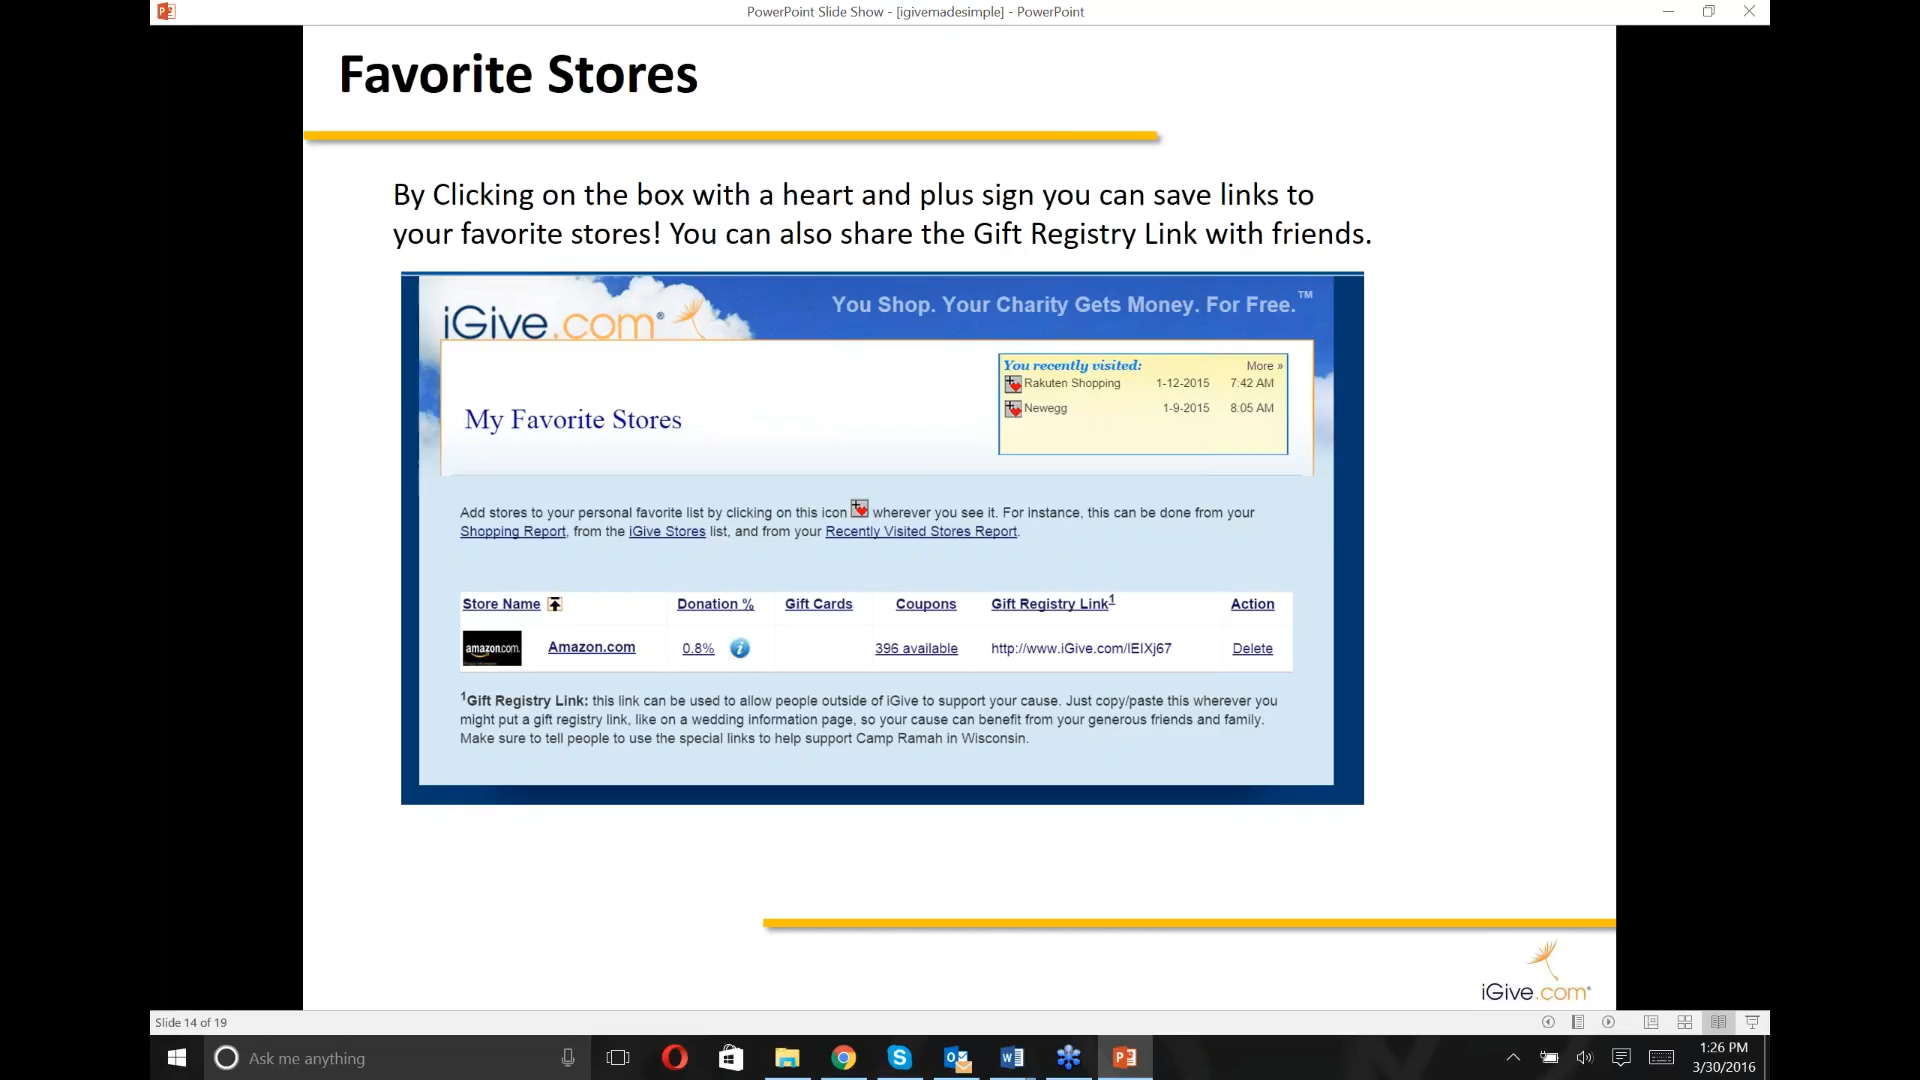 PowerPoint Slide Show - [igivemadesimple] - PowerPoint
Favorite Stores
By Clicking on the box with a heart and plus sign you can save links to
your favorite stores! You can also share the Gift Registry Link with friends.
iGive.com®
You Shop. Your Charity Gets Money. For Free.™
You recently visited: More »
Rakuten Shopping 1-12-2015 7:42 AM
Newegg 1-9-2015 8:05 AM
My Favorite Stores
Add stores to your personal favorite list by clicking on this icon wherever you see it. For instance, this can be done from your
Shopping Report, from the iGive Stores list, and from your Recently Visited Stores Report.
Store Name Donation % Gift Cards Coupons Gift Registry Link1 Action
amazon.com. Amazon.com 0.8% i 396 available http://www.iGive.com/lEIXj67 Delete
1Gift Registry Link: this link can be used to allow people outside of iGive to support your cause. Just copy/paste this wherever you
might put a gift registry link, like on a wedding information page, so your cause can benefit from your generous friends and family.
Make sure to tell people to use the special links to help support Camp Ramah in Wisconsin.
iGive.com®
Slide 14 of 19
Ask me anything
1:26 PM
3/30/2016